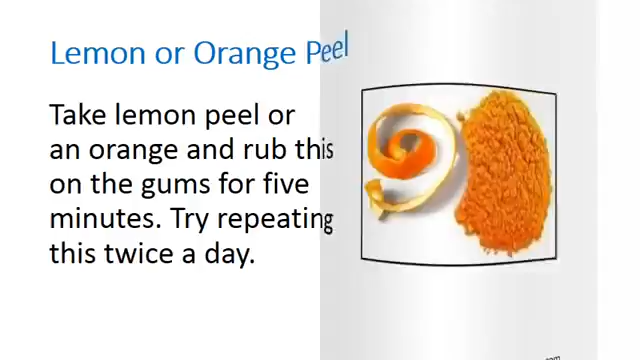 Lemon or Orange Peel
Take lemon peel or
an orange and rub this
on the gums for five
minutes. Try repeating
this twice a day.